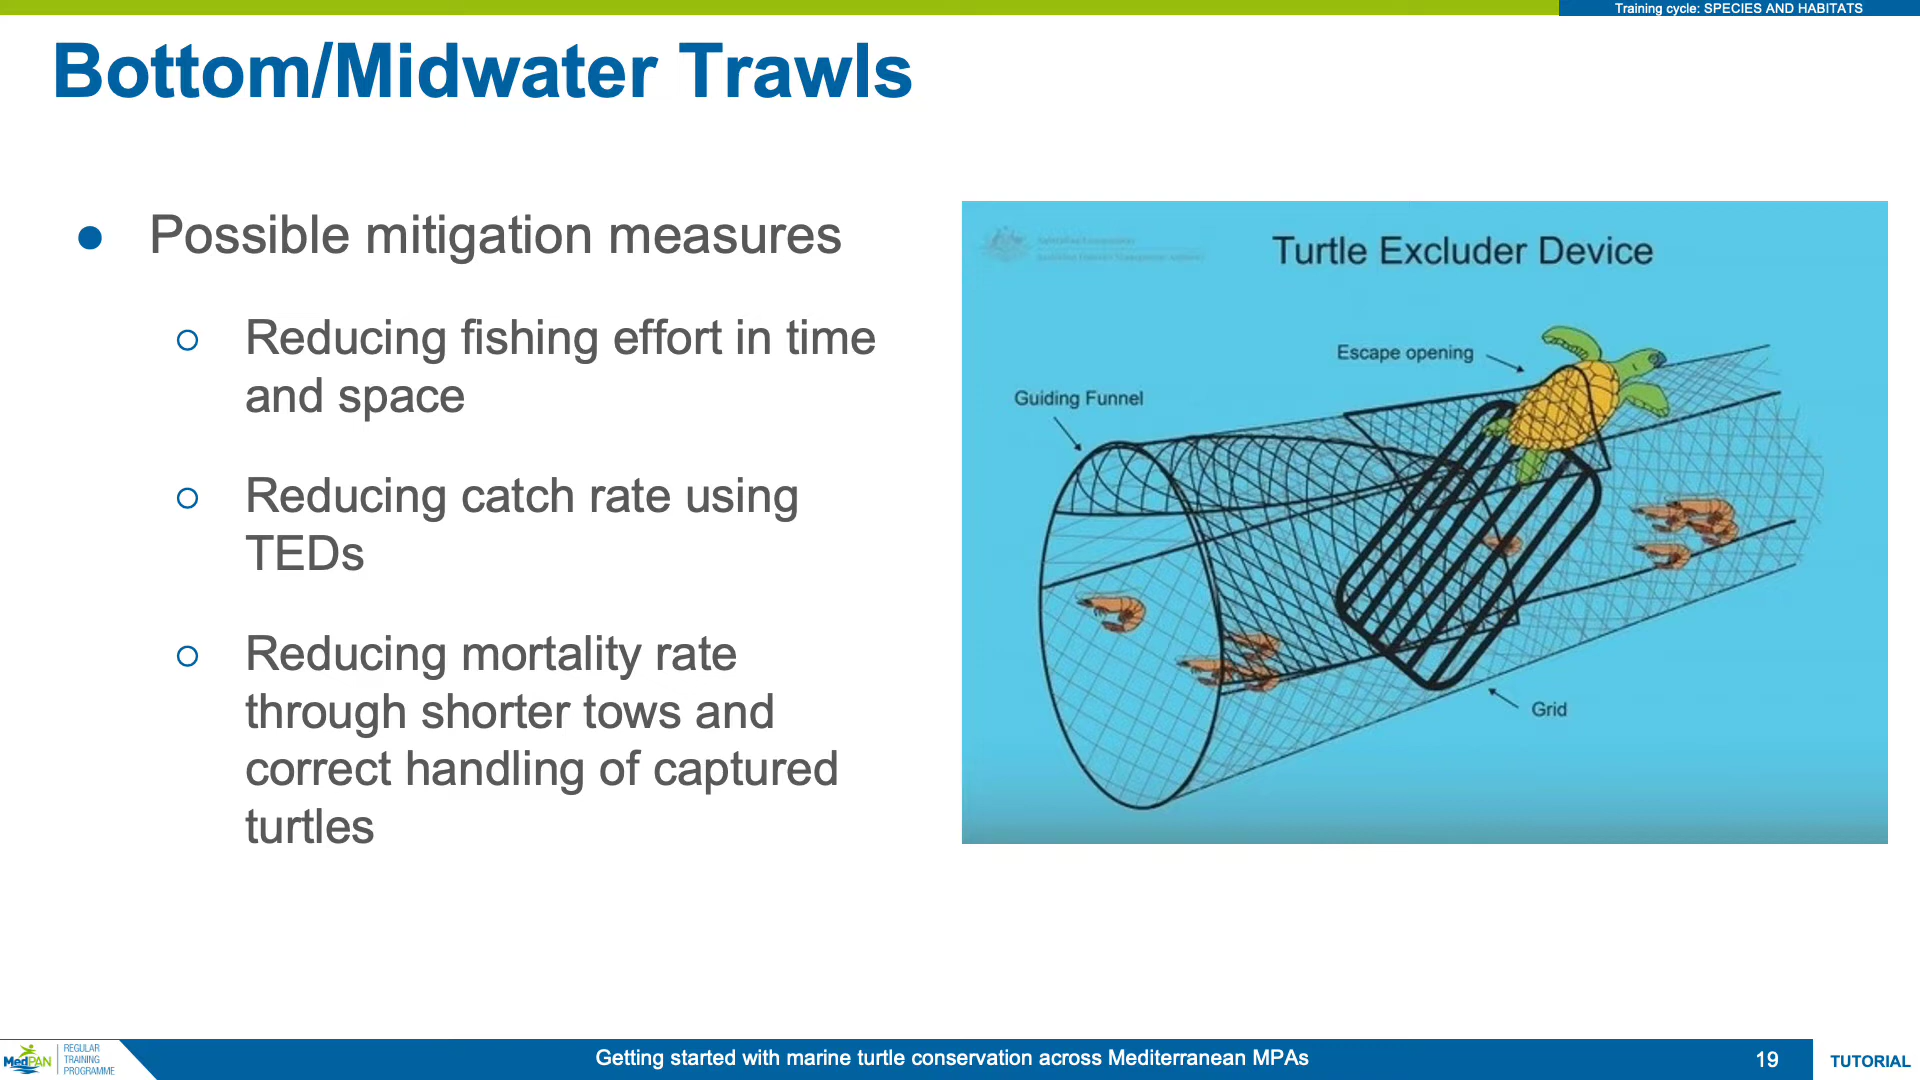 Training cycle: SPECIES AND HABITATS
Bottom/Midwater Trawls
● Possible mitigation measures
○ Reducing fishing effort in time
and space
○ Reducing catch rate using
TEDs
○ Reducing mortality rate
through shorter tows and
correct handling of captured
turtles
Turtle Excluder Device
Escape opening
Guiding Funnel
Grid
MedPAN
REGULAR
TRAINING
PROGRAMME
Getting started with marine turtle conservation across Mediterranean MPAs
19
TUTORIAL